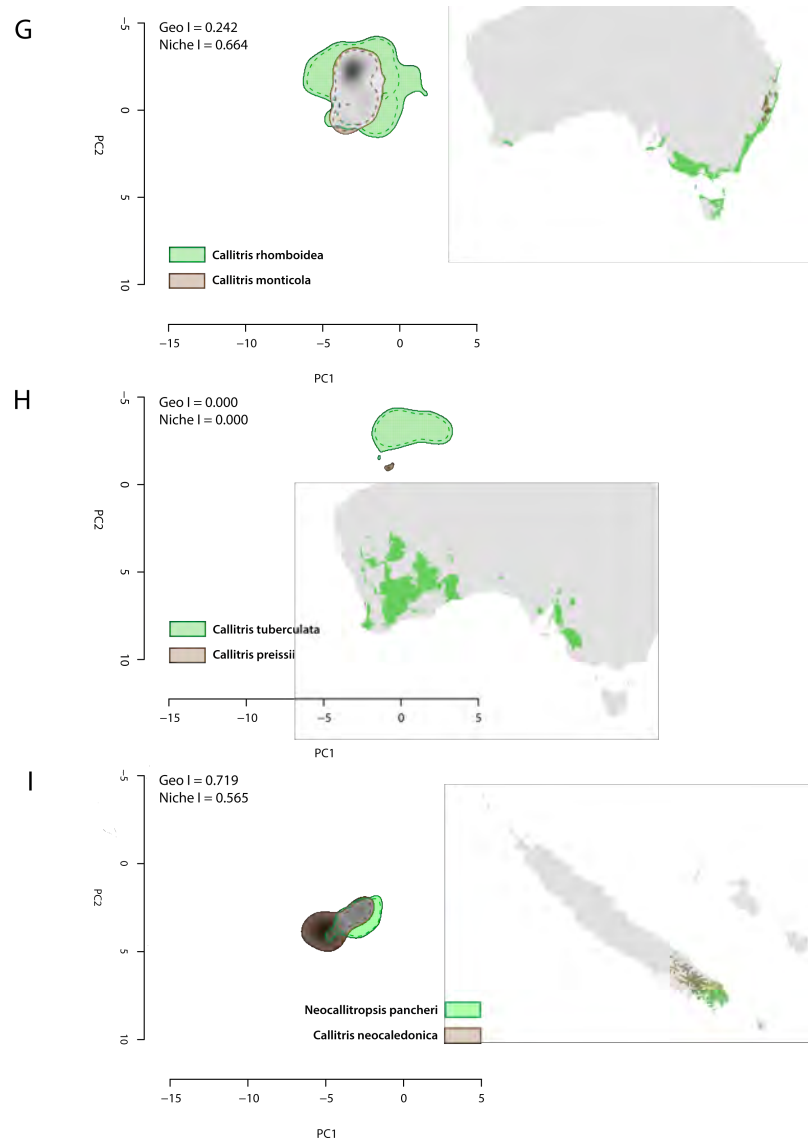 G
Geo I = 0.242
Niche I = 0.664
−5
0
5
10
PC2
Callitris rhomboidea
Callitris monticola
−15 −10 −5 0 5
PC1
H
Geo I = 0.000
Niche I = 0.000
−5
0
5
10
PC2
Callitris tuberculata
Callitris preissii
−15 −10 −5 0 5
PC1
I
Geo I = 0.719
Niche I = 0.565
−5
0
5
10
PC2
Neocallitropsis pancheri
Callitris neocaledonica
−15 −10 −5 0 5
PC1